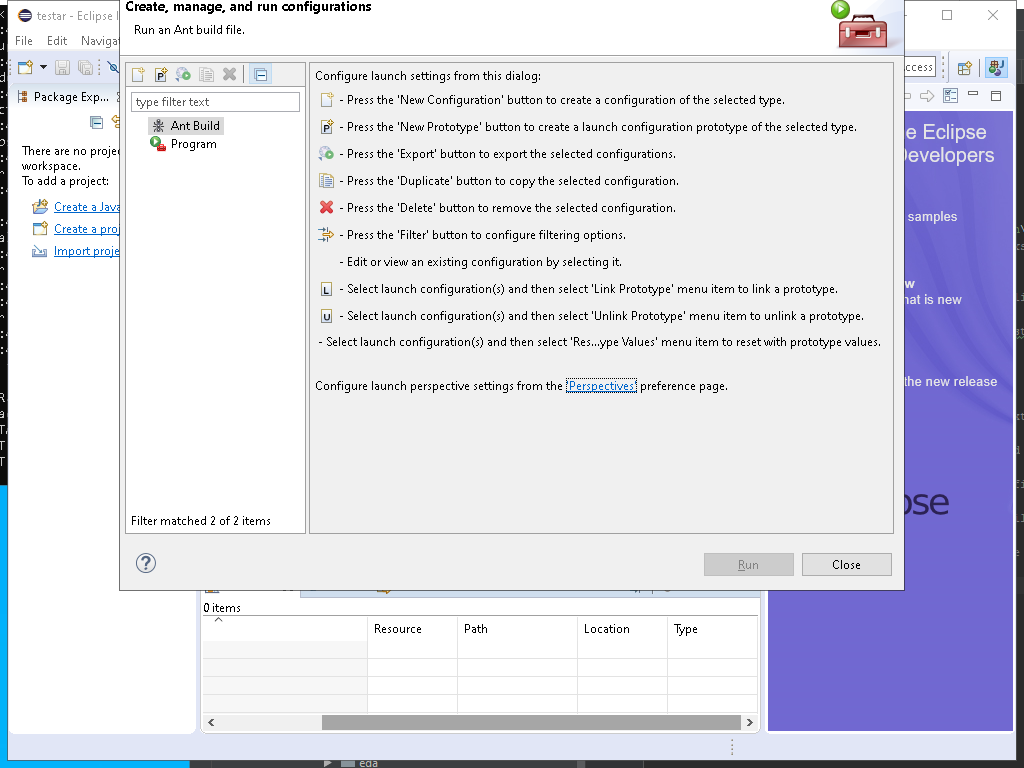 testar - Eclipse I
File Edit Naviga
Create, manage, and run configurations
Run an Ant build file.
Package Exp...
There are no proje
workspace.
To add a project:
Create a Java
Create a proj
Import proje
type filter text
Ant Build
Program
Filter matched 2 of 2 items
Configure launch settings from this dialog:
- Press the 'New Configuration' button to create a configuration of the selected type.
- Press the 'New Prototype' button to create a launch configuration prototype of the selected type.
- Press the 'Export' button to export the selected configurations.
- Press the 'Duplicate' button to copy the selected configuration.
- Press the 'Delete' button to remove the selected configuration.
- Press the 'Filter' button to configure filtering options.
- Edit or view an existing configuration by selecting it.
L - Select launch configuration(s) and then select 'Link Prototype' menu item to link a prototype.
U - Select launch configuration(s) and then select 'Unlink Prototype' menu item to unlink a prototype.
- Select launch configuration(s) and then select 'Res...ype Values' menu item to reset with prototype values.
Configure launch perspective settings from the 'Perspectives' preference page.
? Run Close
cess
e Eclipse
Developers
samples
w
hat is new
the new release
pse
0 items
Resource Path Location Type
eda